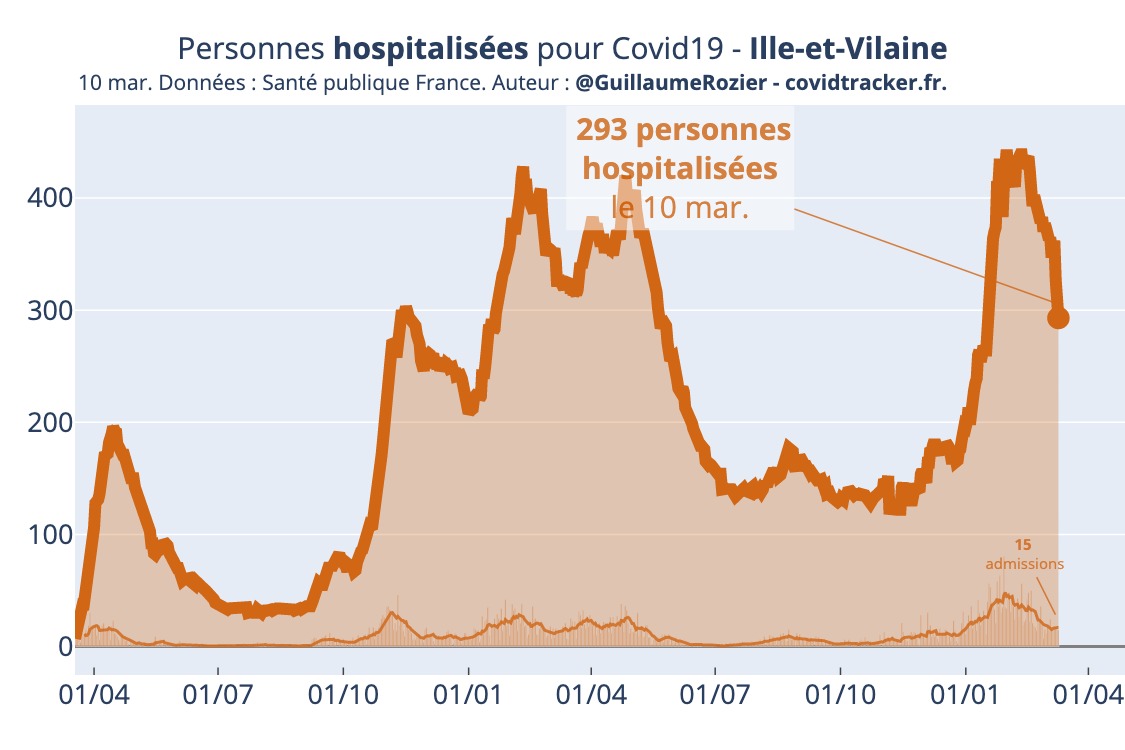 Personnes hospitalisées pour Covid19 - Ille-et-Vilaine
10 mar. Données : Santé publique France. Auteur : @GuillaumeRozier - covidtracker.fr.
293 personnes
hospitalisées
le 10 mar.
400
300
200
100
0
15
admissions
01/04 01/07 01/10 01/01 01/04 01/07 01/10 01/01 01/04